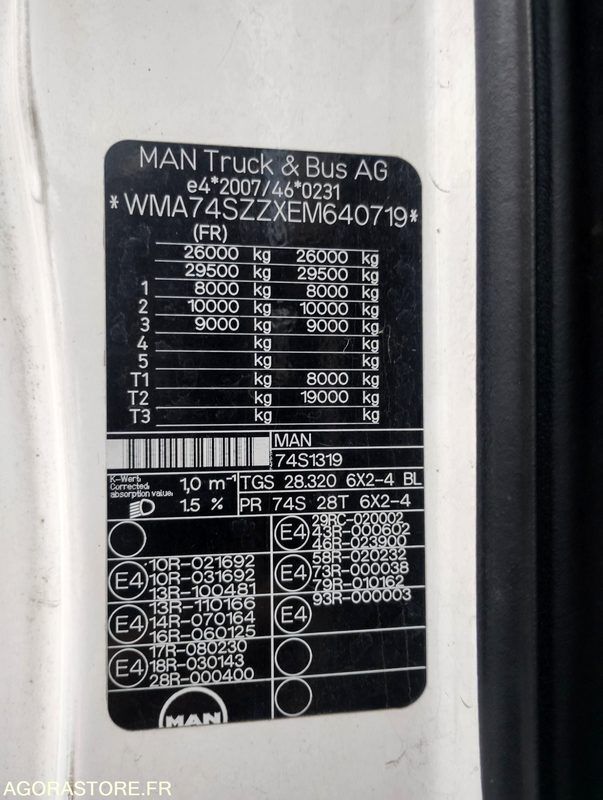 MAN Truck & Bus AG
e4*2007/46*0231
*WMA74SZZXEM640719*
(FR)
26000 kg 26000 kg
29500 kg 29500 kg
1 8000 kg 8000 kg
2 10000 kg 10000 kg
3 9000 kg 9000 kg
4 kg kg
5 kg kg
T1 kg 8000 kg
T2 kg 19000 kg
T3 kg kg
MAN
74S1319
K-Wert: Corrected absorption value: 1,0 m⁻¹ TGS 28.320 6X2-4 BL
1.5 % PR 74S 28T 6X2-4
E4 29RC-020002
43R-000602
46R-023900
E4 10R-021692
10R-031692
13R-100481
E4 58R-020232
73R-000038
79R-010162
E4 13R-110166
14R-070164
16R-060125
E4 93R-000003
E4 17R-080230
18R-030143
28R-000400
MAN
AGORASTORE.FR